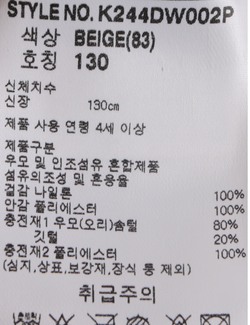 STYLE NO. K244DW002P
색상 BEIGE(83)
호칭 130
신체치수
신장 130㎝
제품 사용 연령 4세 이상
제품구분
우모 및 인조섬유 혼합제품
섬유의조성 및 혼용율
겉감 나일론 100%
안감 폴리에스터 100%
충전재1 우모(오리)솜털 80%
깃털 20%
충전재2 폴리에스터 100%
(심지,상표,보강재,장식 통 제외)
취급주의